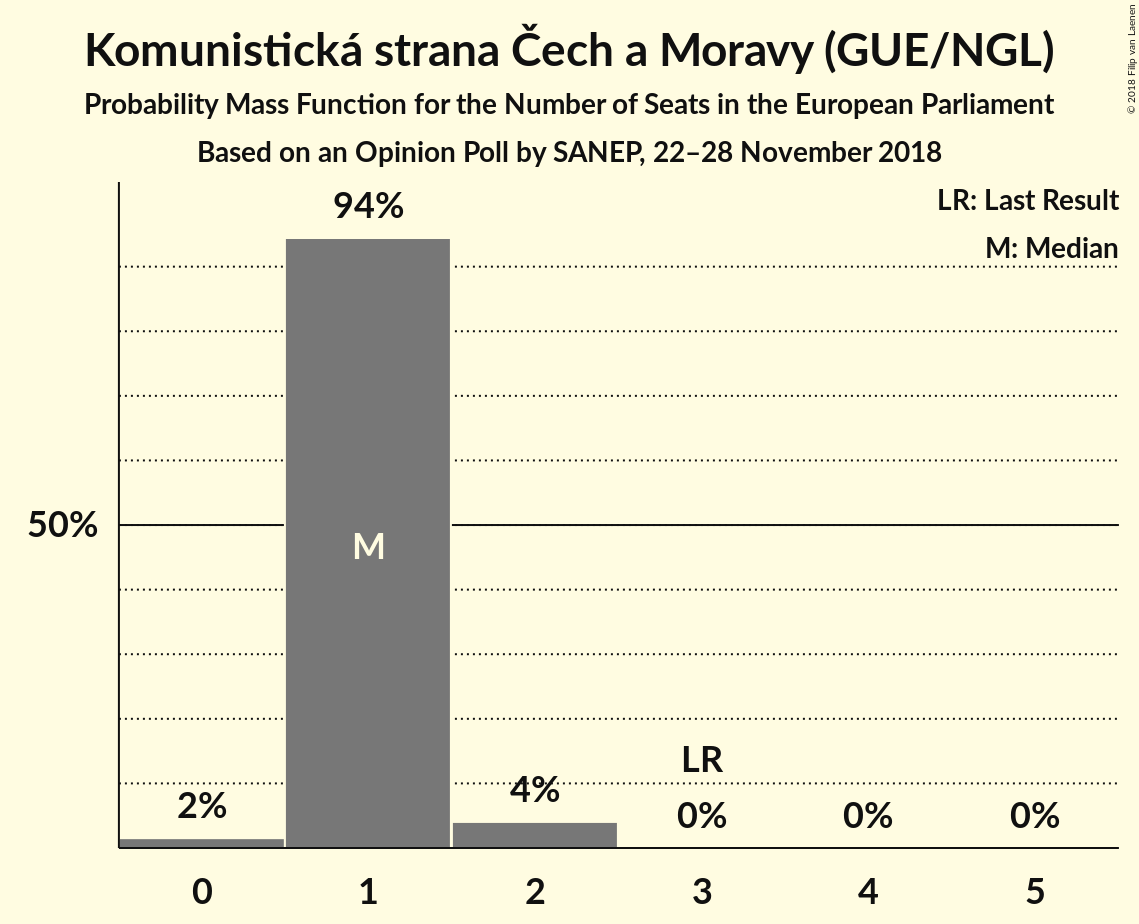 Komunistická strana Čech a Moravy (GUE/NGL)
Probability Mass Function for the Number of Seats in the European Parliament
Based on an Opinion Poll by SANEP, 22–28 November 2018
© 2018 Filip van Laenen
LR: Last Result
M: Median
94%
50%
M
LR
2%
4%
0%
0%
0%
0
1
2
3
4
5